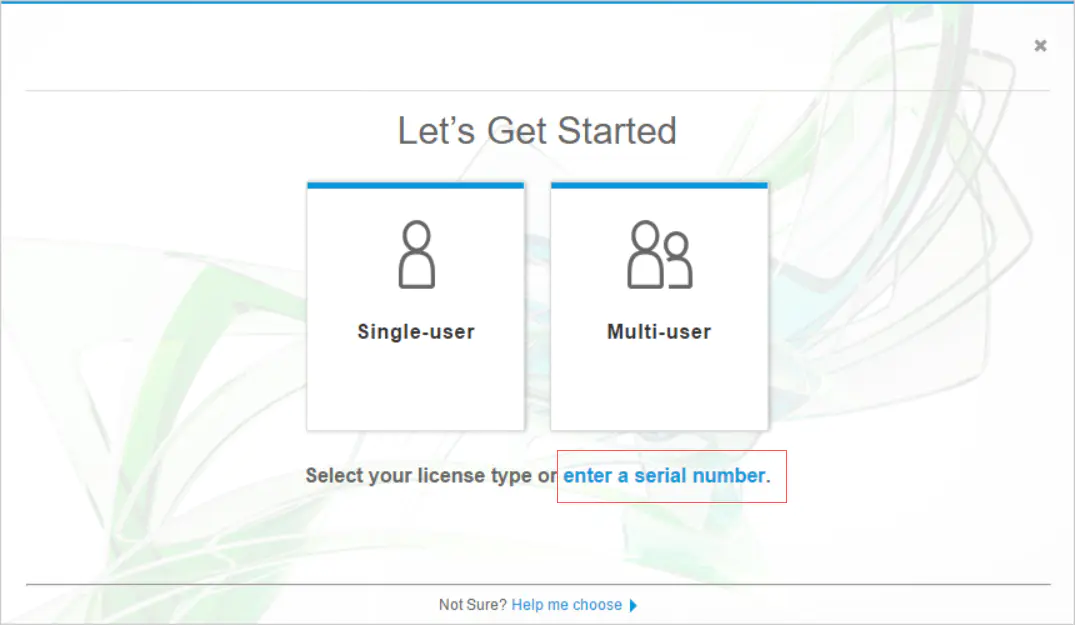 Let’s Get Started
Single-user
Multi-user
Select your license type or enter a serial number.
Not Sure? Help me choose